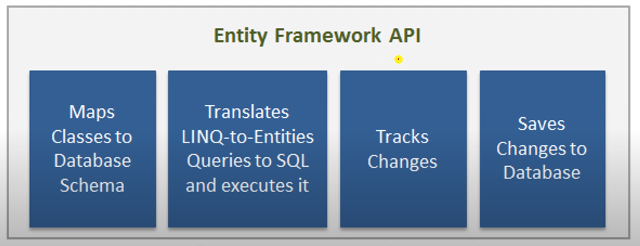 Entity Framework API
Maps
Classes to
Database
Schema
Translates
LINQ-to-Entities
Queries to SQL
and executes it
Tracks
Changes
Saves
Changes to
Database